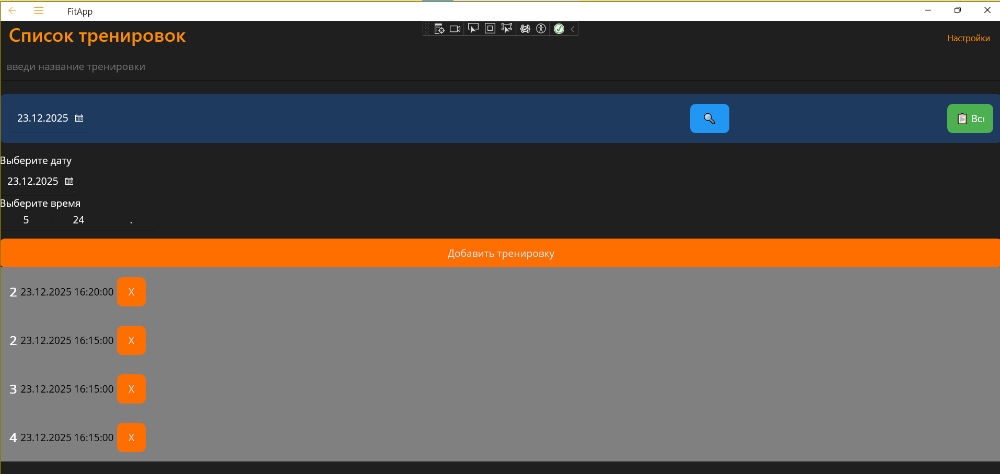 FitApp
Список тренировок
Настройки
введи название тренировки
23.12.2025
Все
Выберите дату
23.12.2025
Выберите время
5 24 .
Добавить тренировку
2 23.12.2025 16:20:00 X
2 23.12.2025 16:15:00 X
3 23.12.2025 16:15:00 X
4 23.12.2025 16:15:00 X